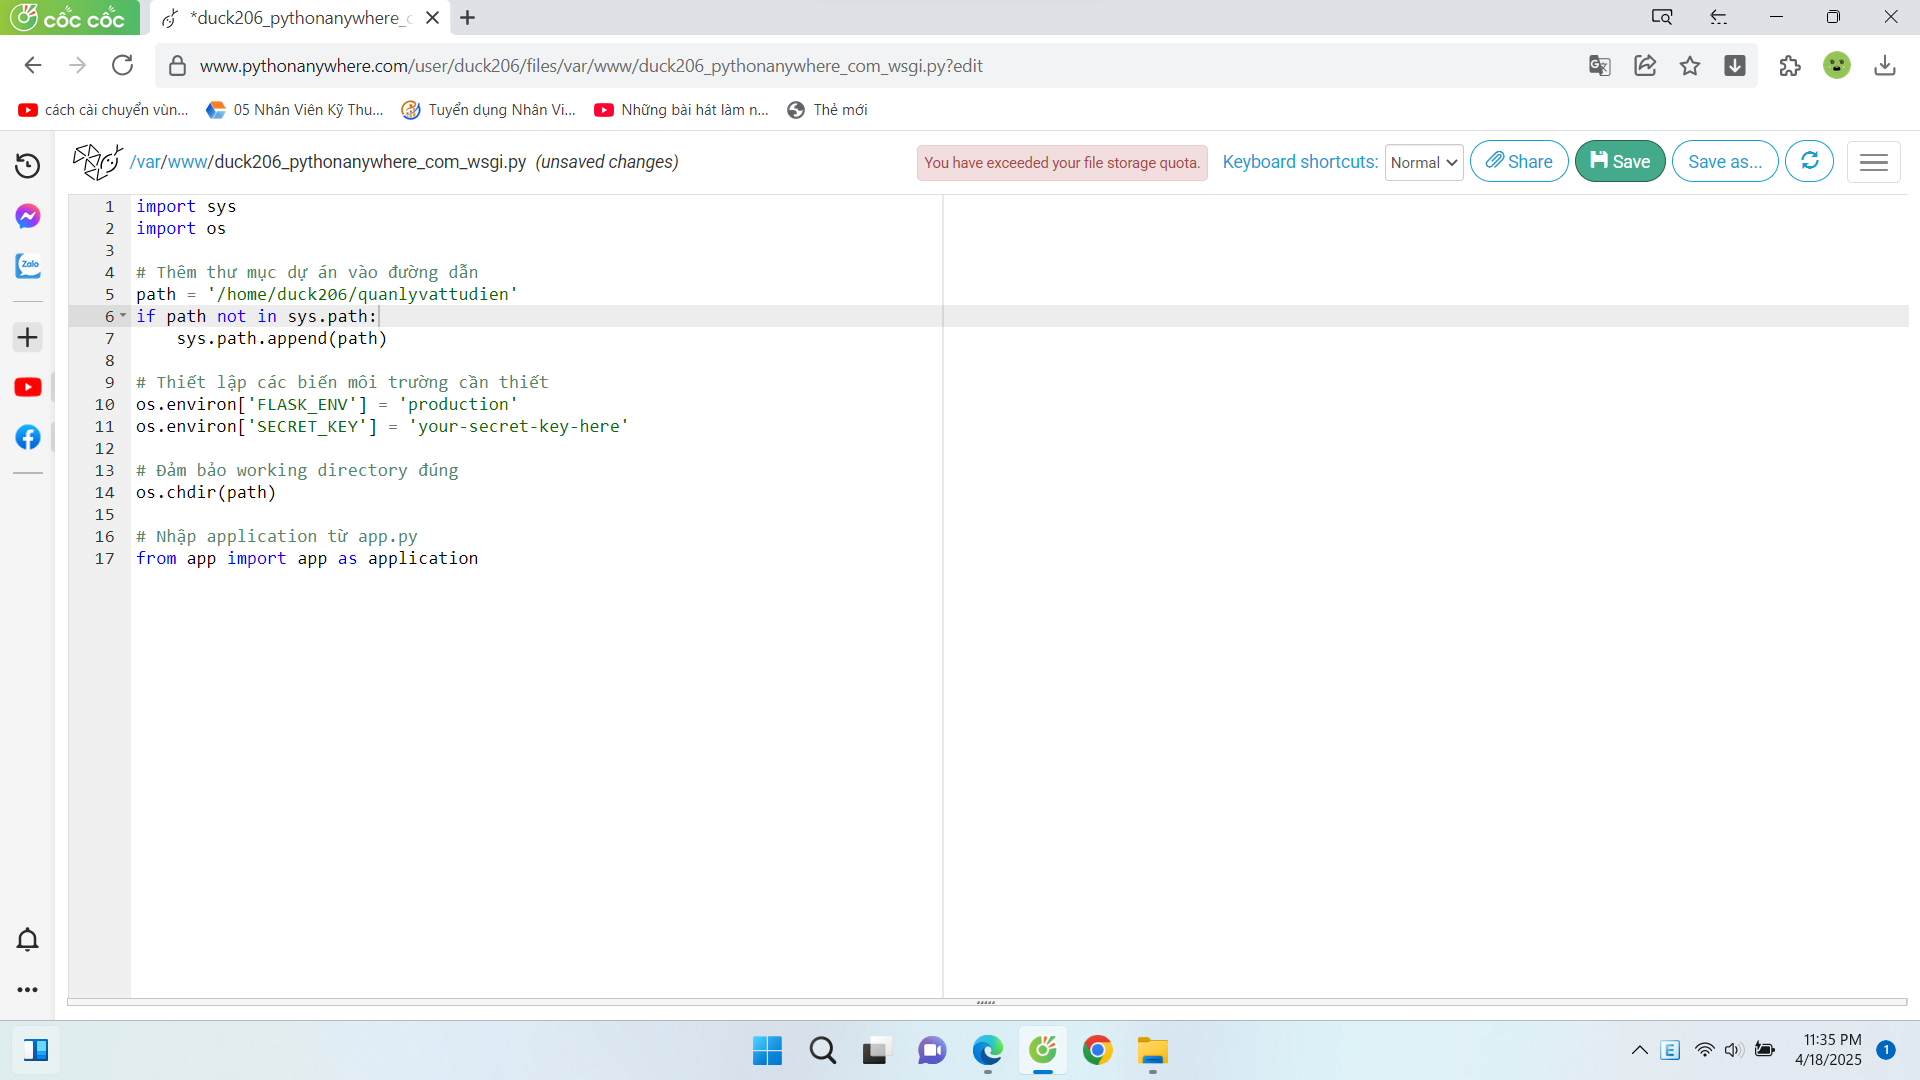 cốc cốc
*duck206_pythonanywhere_c
www.pythonanywhere.com/user/duck206/files/var/www/duck206_pythonanywhere_com_wsgi.py?edit
cách cài chuyển vùn...
05 Nhân Viên Kỹ Thu...
Tuyển dụng Nhân Vi...
Những bài hát làm n...
Thẻ mới
/var/www/duck206_pythonanywhere_com_wsgi.py (unsaved changes)
You have exceeded your file storage quota.
Keyboard shortcuts:
Normal
Share
Save
Save as...
Zalo
1 import sys
2 import os
3
4 # Thêm thư mục dự án vào đường dẫn
5 path = '/home/duck206/quanlyvattudien'
6 if path not in sys.path:
7     sys.path.append(path)
8
9 # Thiết lập các biến môi trường cần thiết
10 os.environ['FLASK_ENV'] = 'production'
11 os.environ['SECRET_KEY'] = 'your-secret-key-here'
12
13 # Đảm bảo working directory đúng
14 os.chdir(path)
15
16 # Nhập application từ app.py
17 from app import app as application
E
11:35 PM
4/18/2025
1